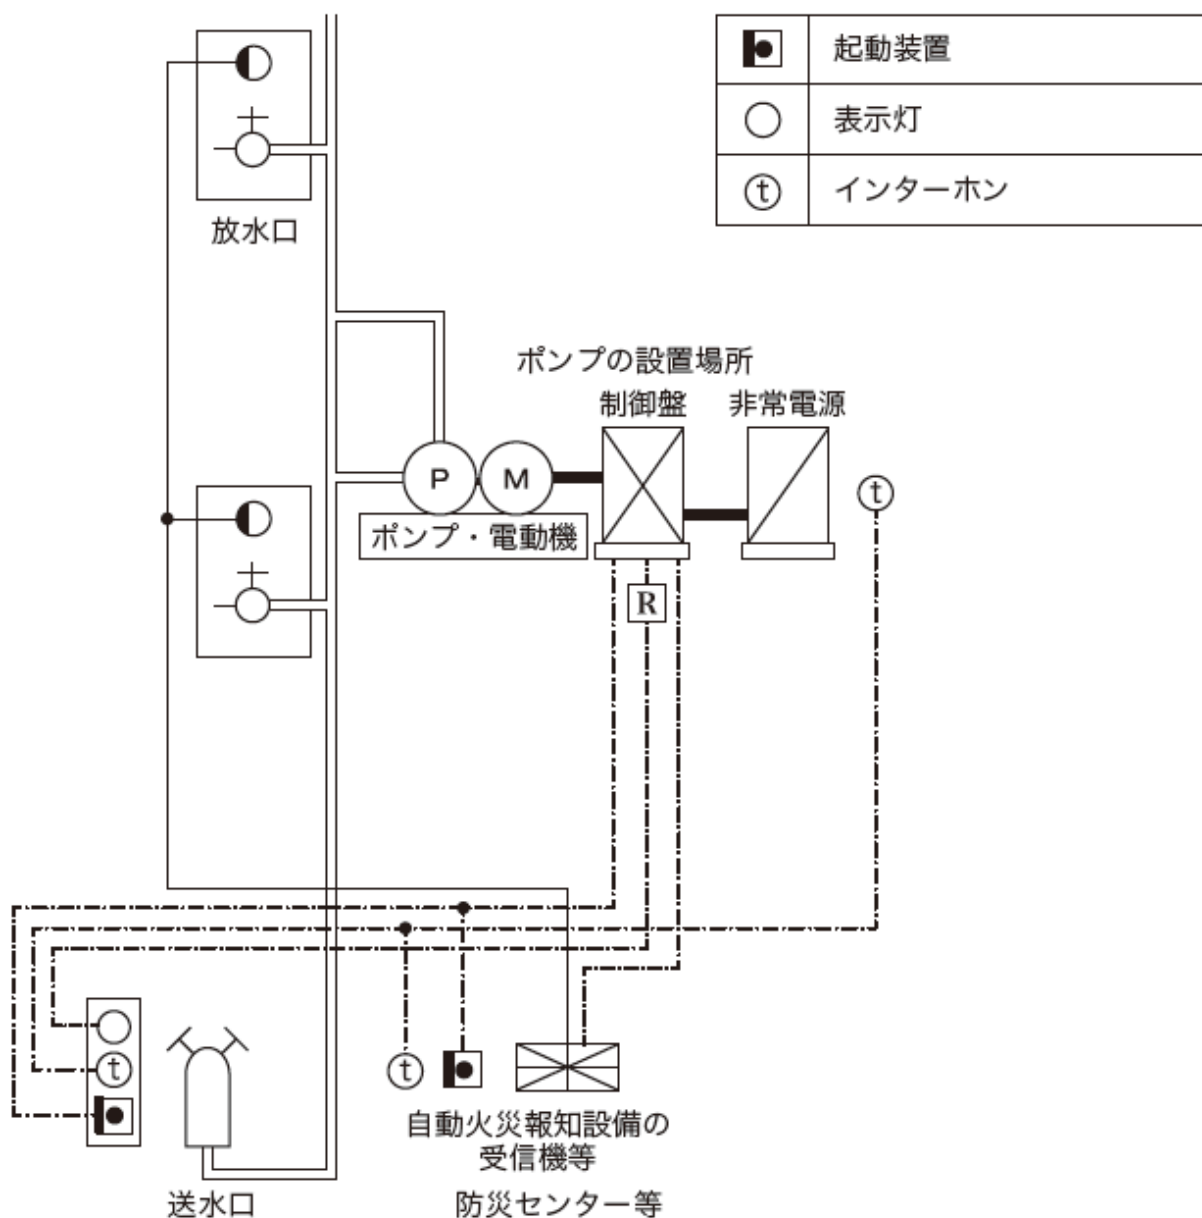 起動装置
表示灯
t インターホン
放水口
ポンプの設置場所
制御盤 非常電源
P M
t
ポンプ・電動機
R
t
t
自動火災報知設備の
受信機等
送水口
防災センター等